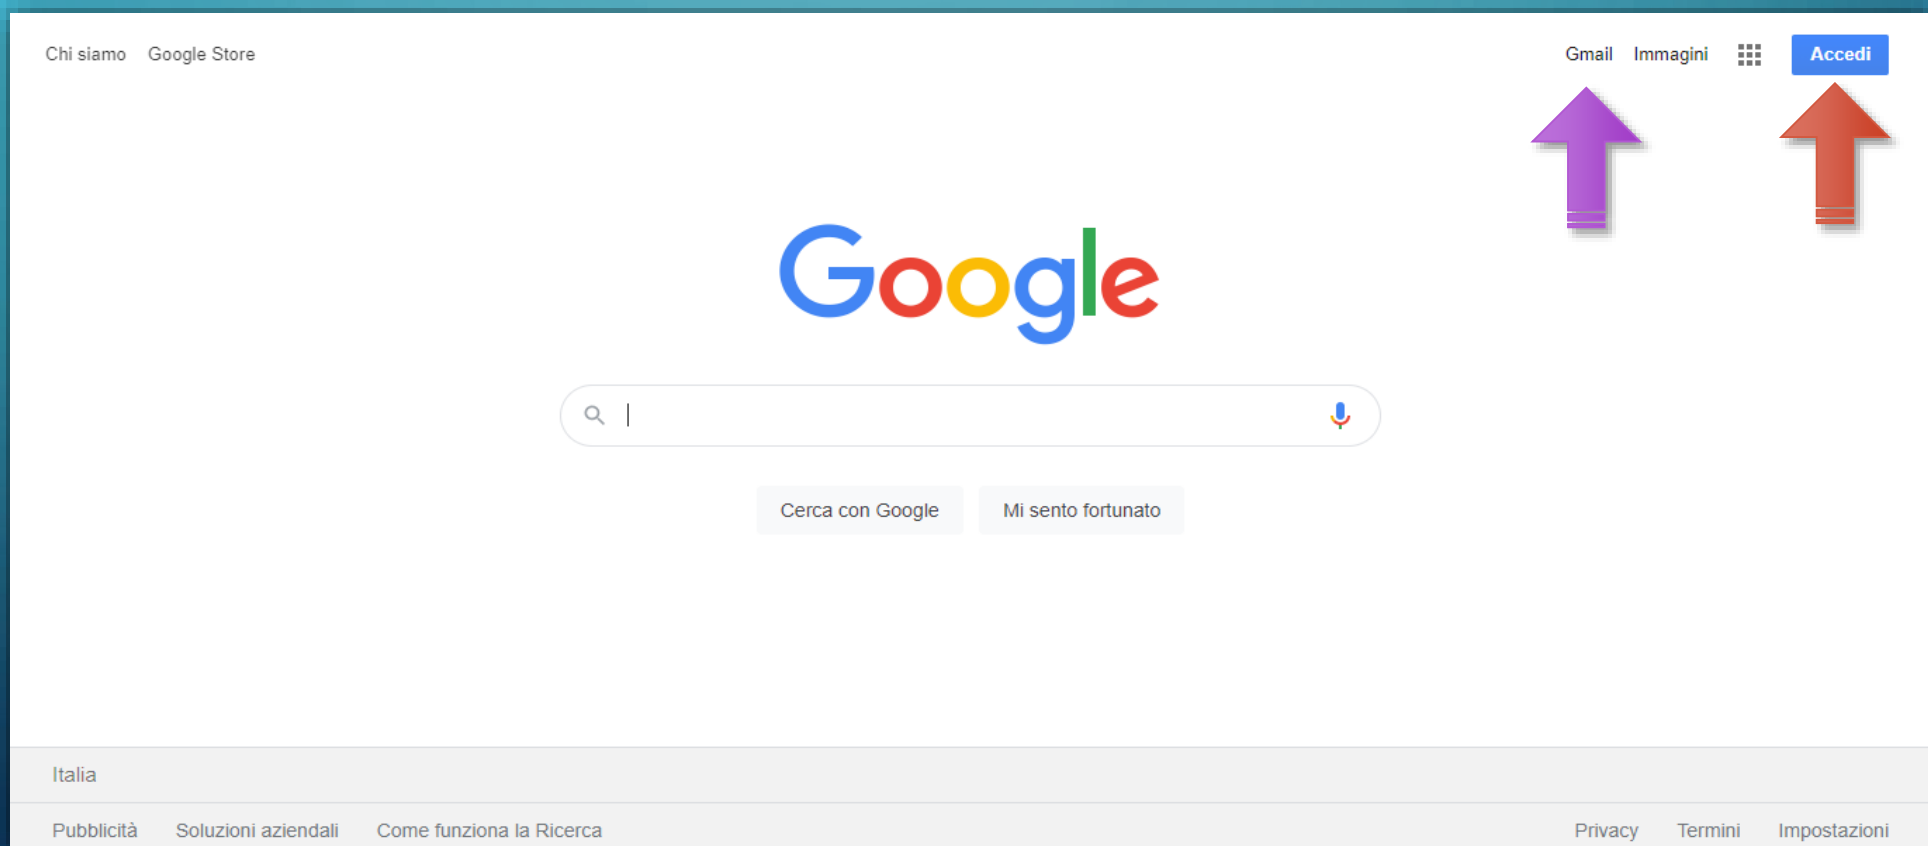 Chi siamo Google Store Gmail Immagini Accedi
Google
Cerca con Google Mi sento fortunato
Italia
Pubblicità Soluzioni aziendali Come funziona la Ricerca Privacy Termini Impostazioni